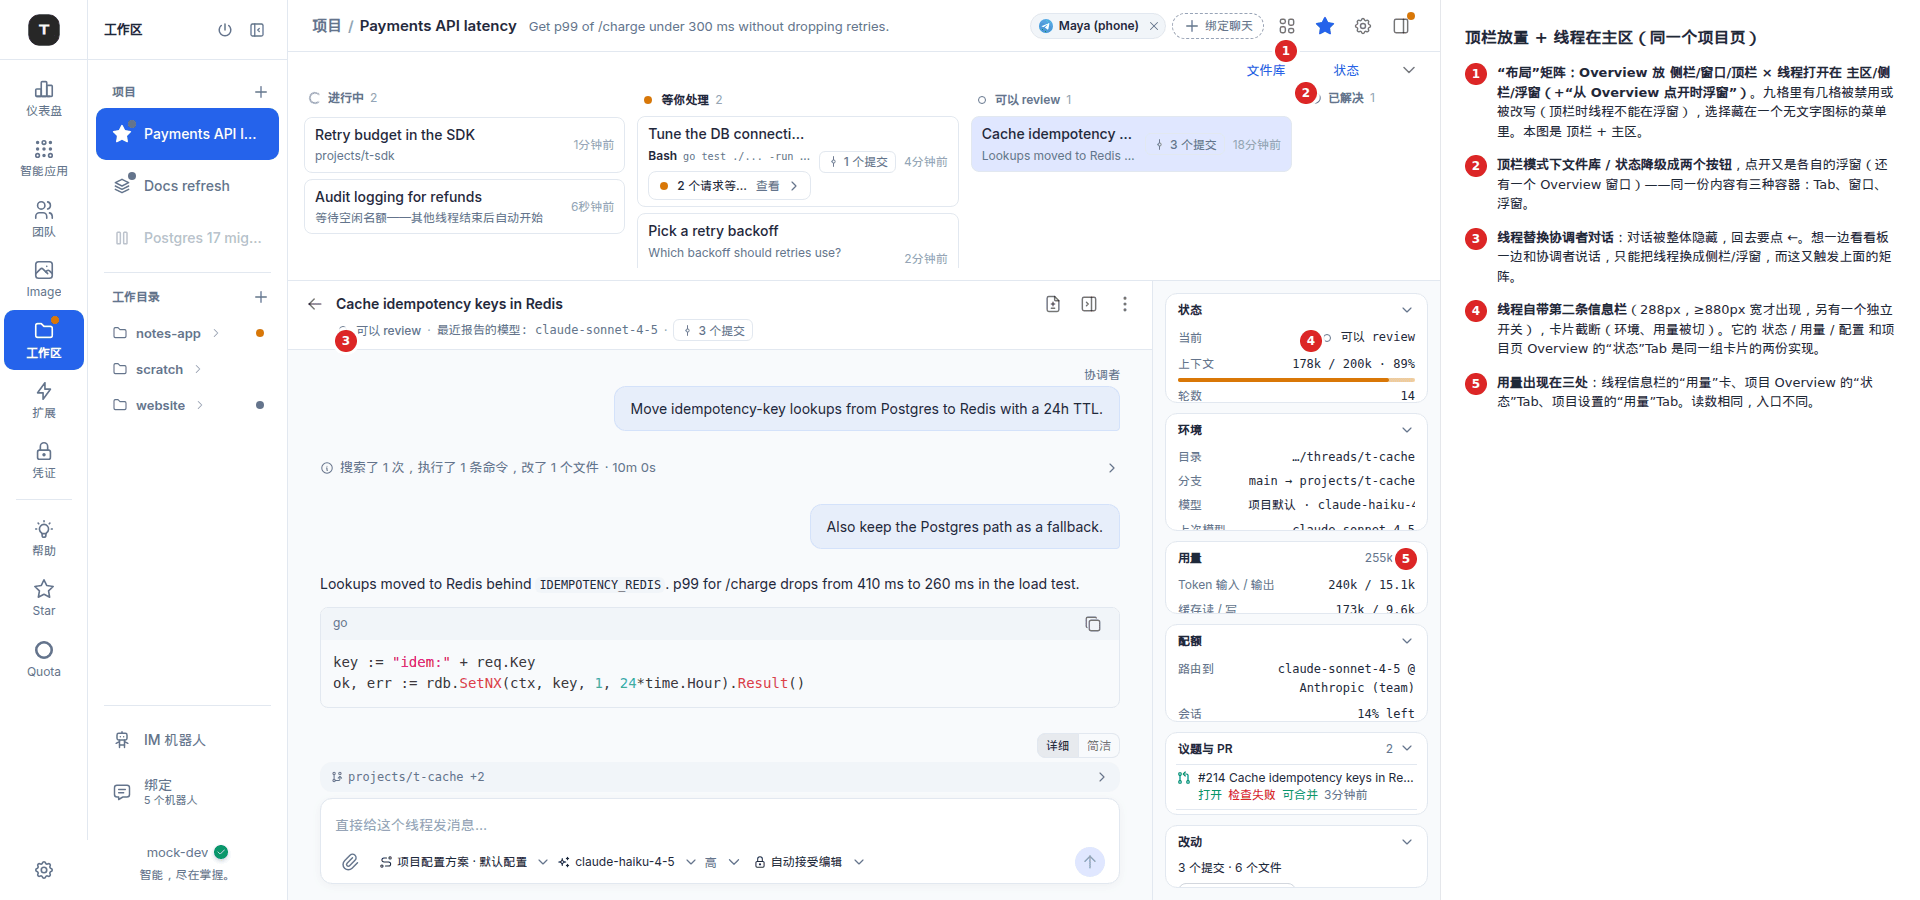 T
仪表盘
智能应用
团队
Image
工作区
扩展
凭证
帮助
Star
Quota
工作区
项目
Payments API l...
Docs refresh
Postgres 17 mig...
工作目录
notes-app
scratch
website
IM 机器人
绑定
5 个机器人
mock-dev
智能，尽在掌握。
项目 / Payments API latency Get p99 of /charge under 300 ms without dropping retries.
Maya (phone)
绑定聊天
1
文件库
状态
进行中 2
Retry budget in the SDK
projects/t-sdk
1分钟前
Audit logging for refunds
等待空闲名额——其他线程结束后自动开始
6秒钟前
等你处理 2
Tune the DB connecti...
Bash go test ./... -run ...
1 个提交
4分钟前
2 个请求等... 查看
Pick a retry backoff
Which backoff should retries use?
2分钟前
可以 review 1
Cache idempotency ...
Lookups moved to Redis ...
3 个提交
18分钟前
2
已解决 1
Cache idempotency keys in Redis
3
可以 review · 最近报告的模型: claude-sonnet-4-5 · 3 个提交
协调者
Move idempotency-key lookups from Postgres to Redis with a 24h TTL.
搜索了 1 次，执行了 1 条命令，改了 1 个文件 · 10m 0s
Also keep the Postgres path as a fallback.
Lookups moved to Redis behind IDEMPOTENCY_REDIS. p99 for /charge drops from 410 ms to 260 ms in the load test.
go
key := "idem:" + req.Key
ok, err := rdb.SetNX(ctx, key, 1, 24*time.Hour).Result()
详细 简洁
projects/t-cache +2
直接给这个线程发消息...
项目配置方案 · 默认配置
claude-haiku-4-5
高
自动接受编辑
状态
当前 4 可以 review
上下文 178k / 200k · 89%
轮数 14
环境
目录 …/threads/t-cache
分支 main → projects/t-cache
模型 项目默认 · claude-haiku-4
上次模型 claude-sonnet-4-5
用量 255k 5
Token 输入 / 输出 240k / 15.1k
缓存读 / 写 173k / 9.6k
配额
路由到 claude-sonnet-4-5 @
Anthropic (team)
会话 14% left
议题与 PR 2
#214 Cache idempotency keys in Re...
打开 检查失败 可合并 3分钟前
改动
3 个提交 · 6 个文件
顶栏放置 + 线程在主区（同一个项目页）
1 “布局”矩阵：Overview 放 侧栏/窗口/顶栏 × 线程打开在 主区/侧
栏/浮窗（+“从 Overview 点开时浮窗”）。九格里有几格被禁用或
被改写（顶栏时线程不能在浮窗），选择藏在一个无文字图标的菜单
里。本图是 顶栏 + 主区。
2 顶栏模式下文件库 / 状态降级成两个按钮，点开又是各自的浮窗（还
有一个 Overview 窗口）——同一份内容有三种容器：Tab、窗口、
浮窗。
3 线程替换协调者对话：对话被整体隐藏，回去要点 ←。想一边看看板
一边和协调者说话，只能把线程换成侧栏/浮窗，而这又触发上面的矩
阵。
4 线程自带第二条信息栏（288px，≥880px 宽才出现，另有一个独立
开关），卡片截断（环境、用量被切）。它的 状态 / 用量 / 配置 和项
目页 Overview 的“状态”Tab 是同一组卡片的两份实现。
5 用量出现在三处：线程信息栏的“用量”卡、项目 Overview 的“状
态”Tab、项目设置的“用量”Tab。读数相同，入口不同。